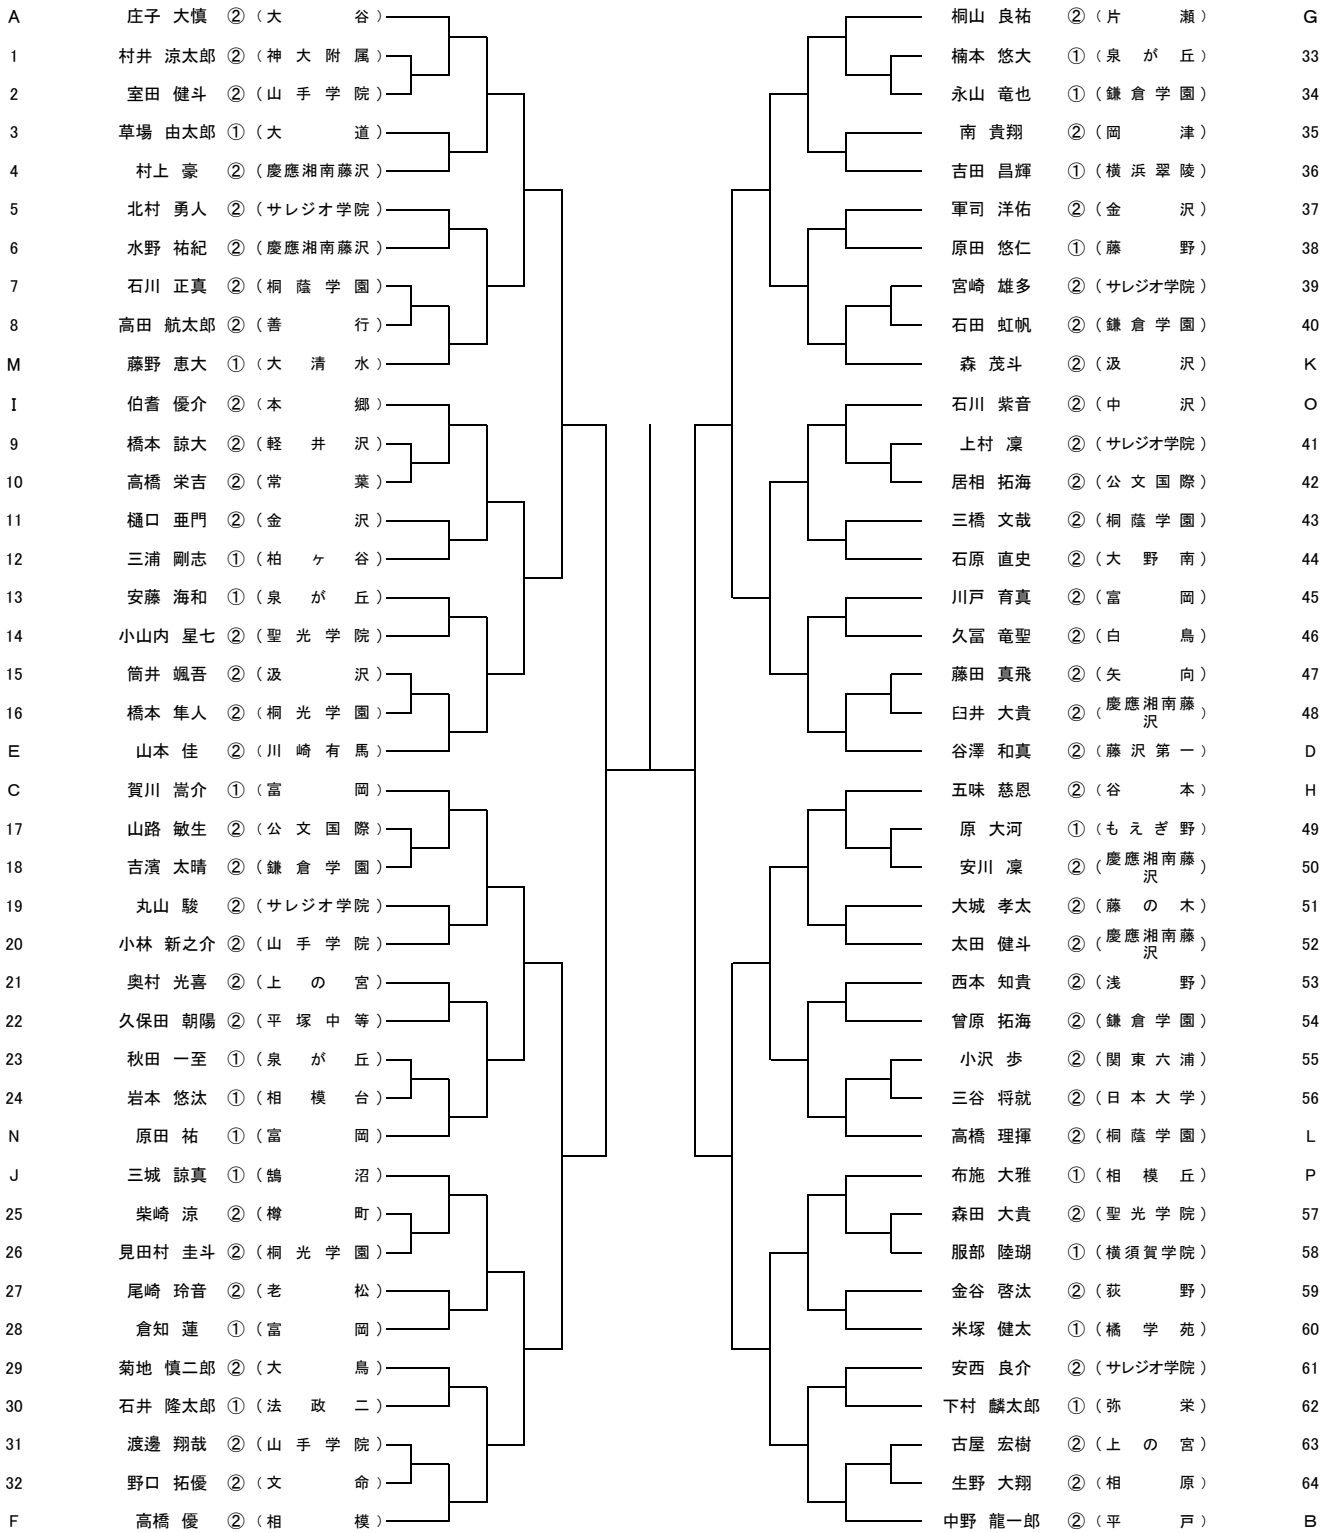 A 庄子 大慎 ② (大谷)
1 村井 涼太郎 ② (神大附属)
2 室田 健斗 ② (山手学院)
3 草場 由太郎 ① (大道)
4 村上 豪 ② (慶應湘南藤沢)
5 北村 勇人 ② (サレジオ学院)
6 水野 祐紀 ② (慶應湘南藤沢)
7 石川 正真 ② (桐蔭学園)
8 高田 航太郎 ② (善行)
M 藤野 恵大 ① (大清水)
I 伯耆 優介 ② (本郷)
9 橋本 諒大 ② (軽井沢)
10 高橋 栄吉 ② (常葉)
11 樋口 亜門 ② (金沢)
12 三浦 剛志 ① (柏ヶ谷)
13 安藤 海和 ① (泉が丘)
14 小山内 星七 ② (聖光学院)
15 筒井 颯吾 ② (汲沢)
16 橋本 隼人 ② (桐光学園)
E 山本 佳 ② (川崎有馬)
C 賀川 嵩介 ① (富岡)
17 山路 敏生 ② (公文国際)
18 吉濱 太晴 ② (鎌倉学園)
19 丸山 駿 ② (サレジオ学院)
20 小林 新之介 ② (山手学院)
21 奥村 光喜 ② (上の宮)
22 久保田 朝陽 ② (平塚中等)
23 秋田 一至 ① (泉が丘)
24 岩本 悠汰 ① (相模台)
N 原田 祐 ① (富岡)
J 三城 諒真 ① (鵠沼)
25 柴崎 涼 ② (樽町)
26 見田村 圭斗 ② (桐光学園)
27 尾崎 玲音 ② (老松)
28 倉知 蓮 ① (富岡)
29 菊地 慎二郎 ② (大鳥)
30 石井 隆太郎 ① (法政二)
31 渡邊 翔哉 ② (山手学院)
32 野口 拓優 ② (文命)
F 高橋 優 ② (相模)
桐山 良祐 ② (片瀬) G
楠本 悠大 ① (泉が丘) 33
永山 竜也 ① (鎌倉学園) 34
南 貴翔 ② (岡津) 35
吉田 昌輝 ① (横浜翠陵) 36
軍司 洋佑 ② (金沢) 37
原田 悠仁 ① (藤野) 38
宮崎 雄多 ② (サレジオ学院) 39
石田 虹帆 ② (鎌倉学園) 40
森 茂斗 ② (汲沢) K
石川 紫音 ② (中沢) O
上村 凜 ② (サレジオ学院) 41
居相 拓海 ② (公文国際) 42
三橋 文哉 ② (桐蔭学園) 43
石原 直史 ② (大野南) 44
川戸 育真 ② (富岡) 45
久冨 竜聖 ② (白鳥) 46
藤田 真飛 ② (矢向) 47
臼井 大貴 ② (慶應湘南藤沢) 48
谷澤 和真 ② (藤沢第一) D
五味 慈恩 ② (谷本) H
原 大河 ① (もえぎ野) 49
安川 凜 ② (慶應湘南藤沢) 50
大城 孝太 ② (藤の木) 51
太田 健斗 ② (慶應湘南藤沢) 52
西本 知貴 ② (浅野) 53
曾原 拓海 ② (鎌倉学園) 54
小沢 歩 ② (関東六浦) 55
三谷 将就 ② (日本大学) 56
高橋 理揮 ② (桐蔭学園) L
布施 大雅 ① (相模丘) P
森田 大貴 ② (聖光学院) 57
服部 陸瑚 ① (横須賀学院) 58
金谷 啓汰 ② (荻野) 59
米塚 健太 ① (橘学苑) 60
安西 良介 ② (サレジオ学院) 61
下村 麟太郎 ① (弥栄) 62
古屋 宏樹 ② (上の宮) 63
生野 大翔 ② (相原) 64
中野 龍一郎 ② (平戸) B